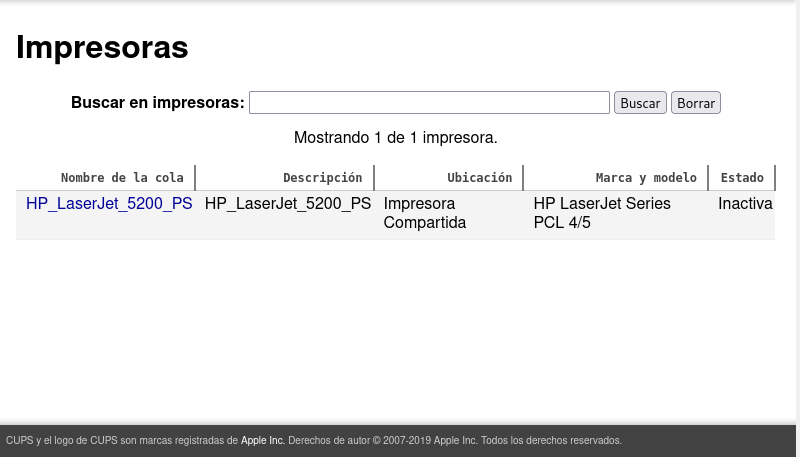 Impresoras
Buscar en impresoras: Buscar Borrar
Mostrando 1 de 1 impresora.
Nombre de la cola Descripción Ubicación Marca y modelo Estado
HP_LaserJet_5200_PS HP_LaserJet_5200_PS Impresora HP LaserJet Series Inactiva
Compartida PCL 4/5
CUPS y el logo de CUPS son marcas registradas de Apple Inc. Derechos de autor © 2007-2019 Apple Inc. Todos los derechos reservados.